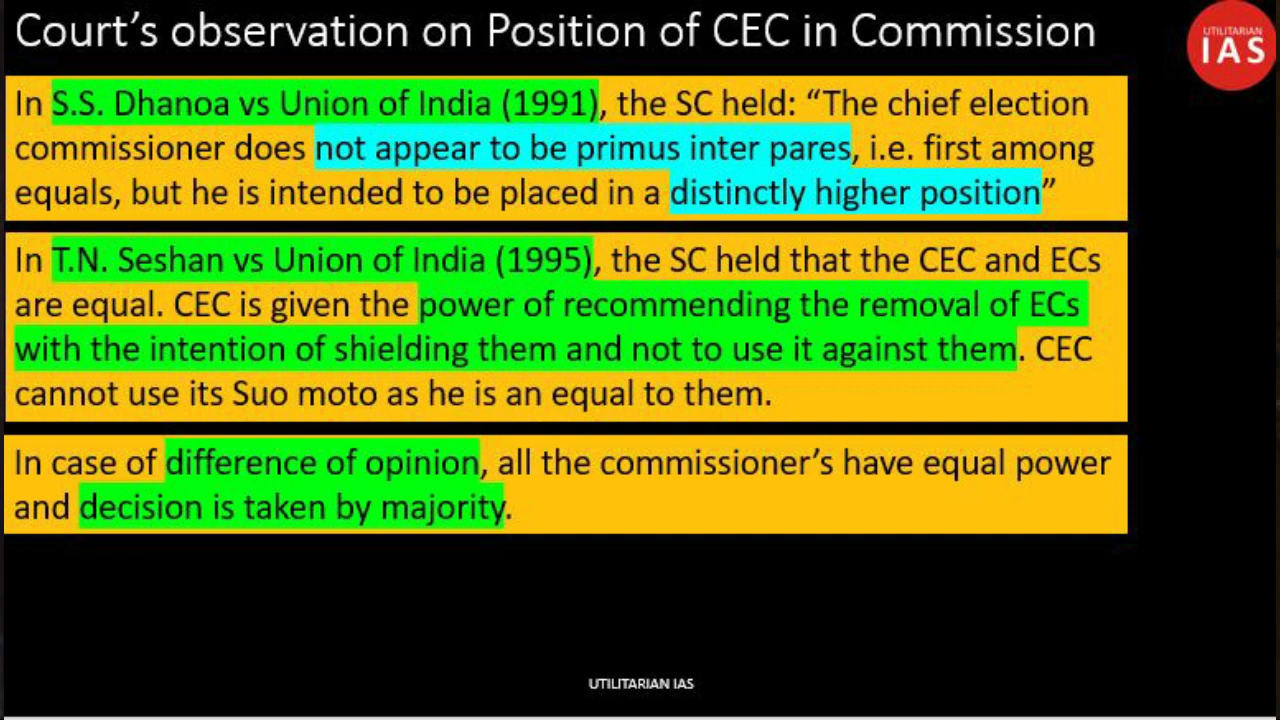 Court’s observation on Position of CEC in Commission
UTILITARIAN
IAS
In S.S. Dhanoa vs Union of India (1991), the SC held: “The chief election
commissioner does not appear to be primus inter pares, i.e. first among
equals, but he is intended to be placed in a distinctly higher position”
In T.N. Seshan vs Union of India (1995), the SC held that the CEC and ECs
are equal. CEC is given the power of recommending the removal of ECs
with the intention of shielding them and not to use it against them. CEC
cannot use its Suo moto as he is an equal to them.
In case of difference of opinion, all the commissioner’s have equal power
and decision is taken by majority.
UTILITARIAN IAS